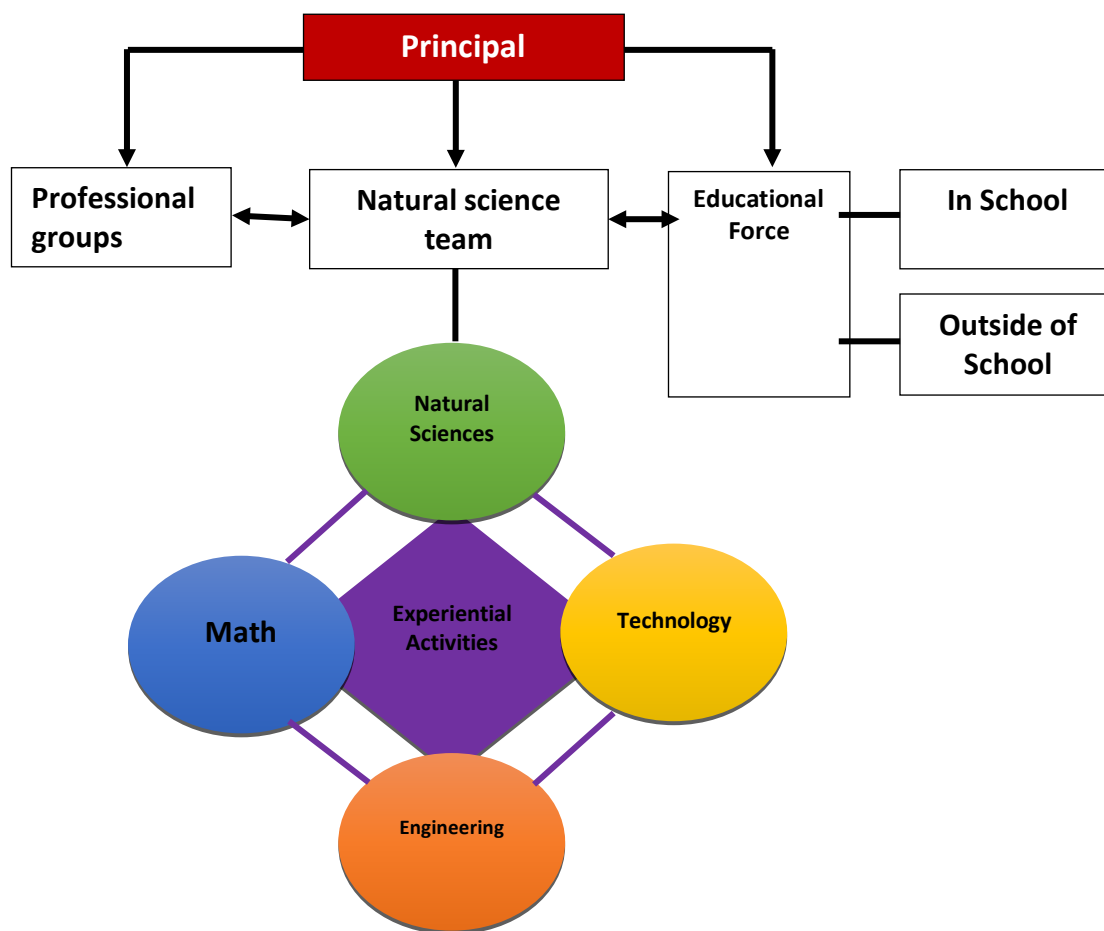 Principal
Professional
groups
Natural science
team
Educational
Force
In School
Outside of
School
Natural
Sciences
Math
Experiential
Activities
Technology
Engineering